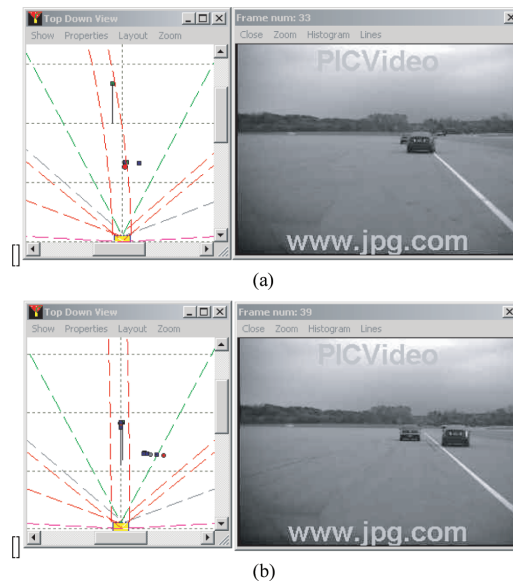 Top Down View
Show Properties Layout Zoom
Frame num: 33
Close Zoom Histogram Lines
PICVideo
www.jpg.com
[]
(a)
Top Down View
Show Properties Layout Zoom
Frame num: 39
Close Zoom Histogram Lines
PICVideo
www.jpg.com
[]
(b)